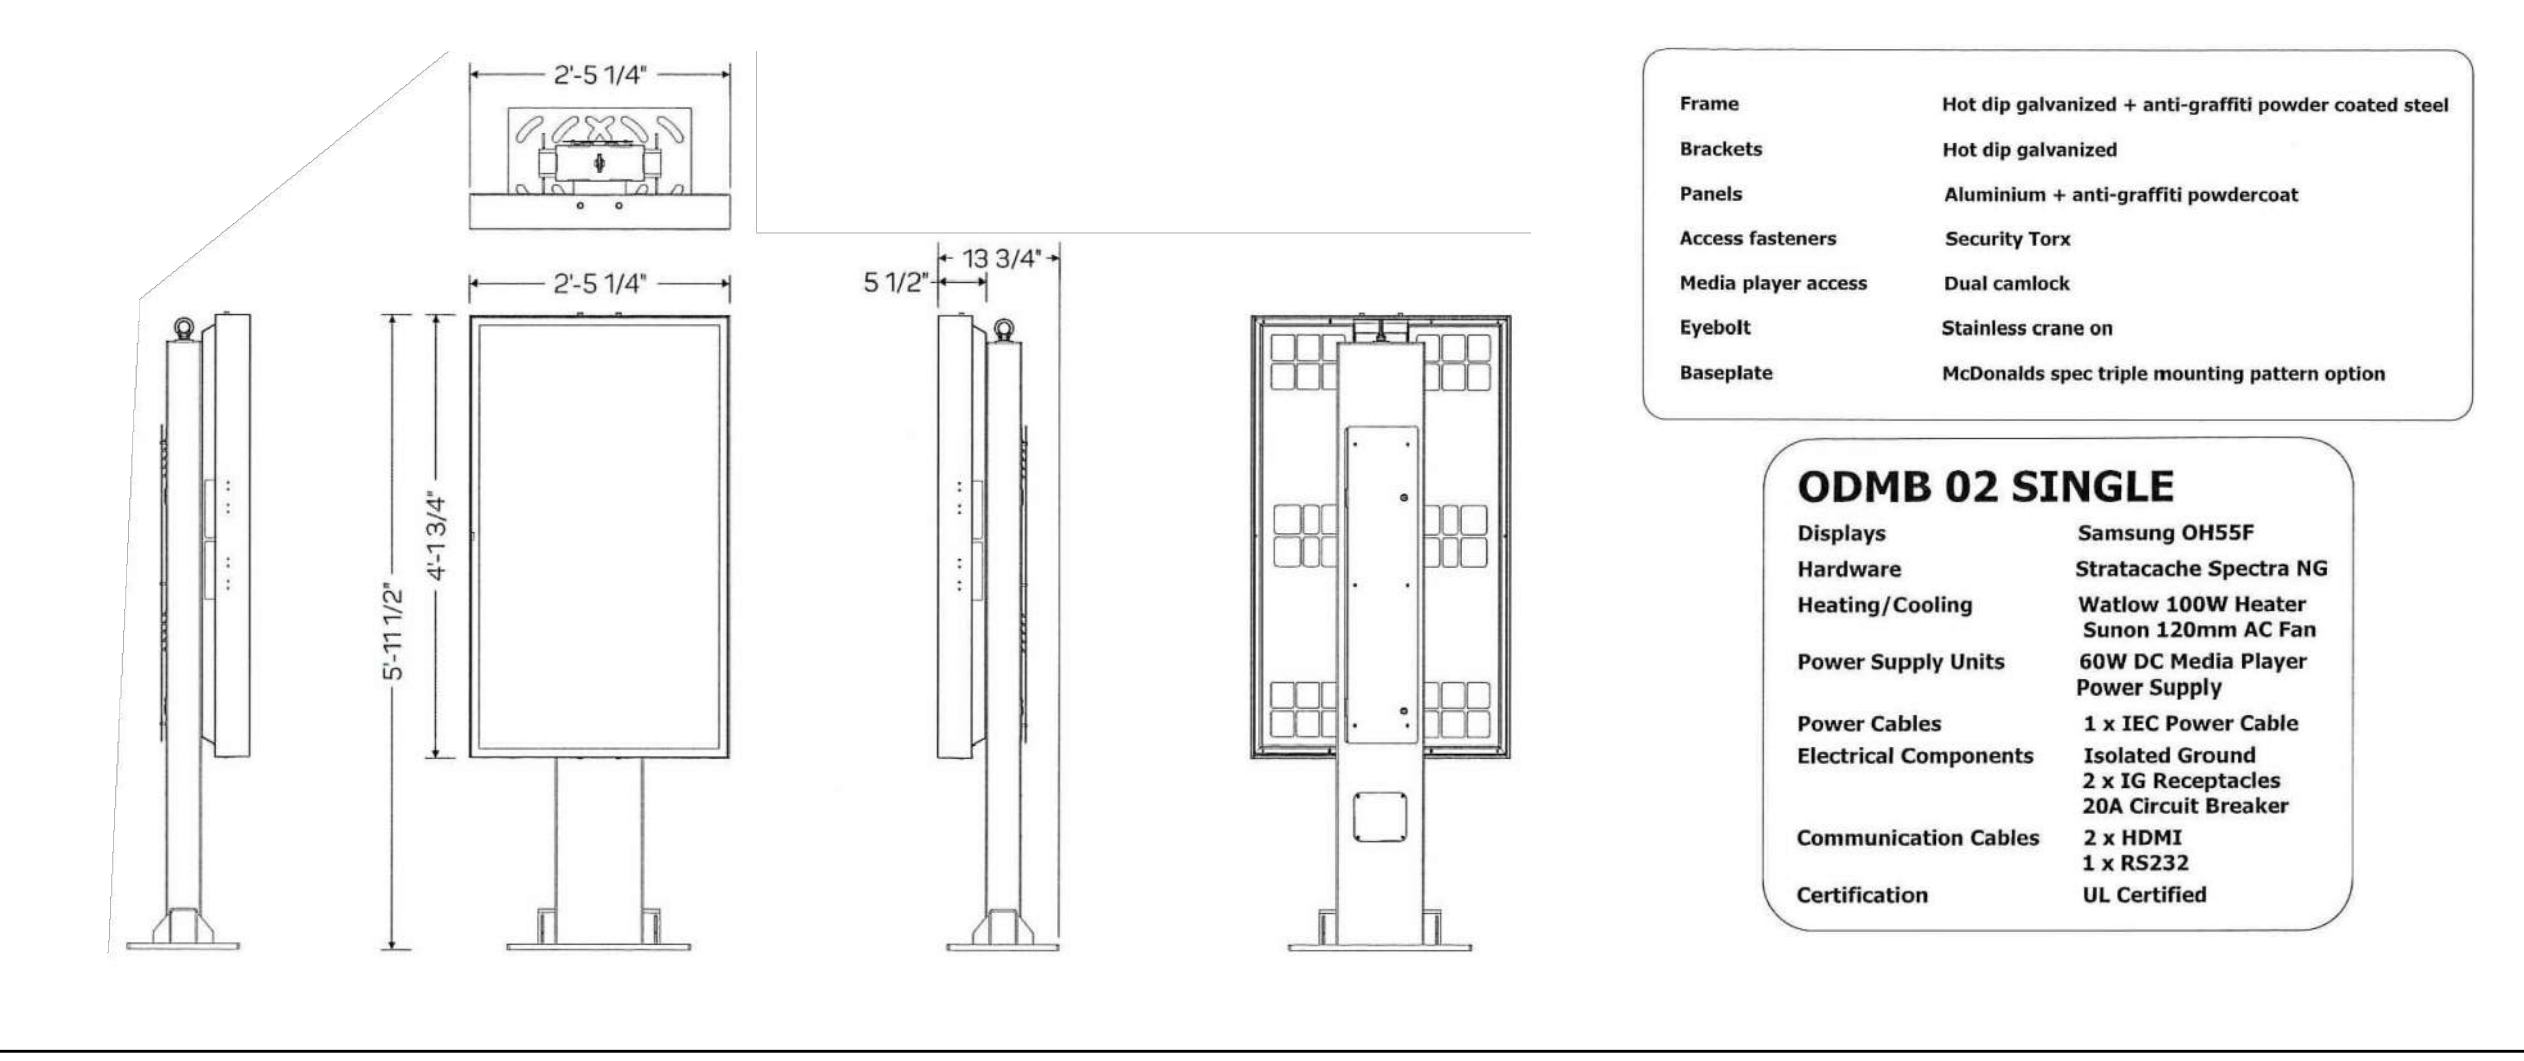 2'-5 1/4"
2'-5 1/4"
13 3/4"
5 1/2"
4'-1 3/4"
5'-11 1/2"
Frame Hot dip galvanized + anti-graffiti powder coated steel
Brackets Hot dip galvanized
Panels Aluminium + anti-graffiti powdercoat
Access fasteners Security Torx
Media player access Dual camlock
Eyebolt Stainless crane on
Baseplate McDonalds spec triple mounting pattern option
ODMB 02 SINGLE
Displays Samsung OH55F
Hardware Stratacache Spectra NG
Heating/Cooling Watlow 100W Heater
Sunon 120mm AC Fan
Power Supply Units 60W DC Media Player
Power Supply
Power Cables 1 x IEC Power Cable
Electrical Components Isolated Ground
2 x IG Receptacles
20A Circuit Breaker
Communication Cables 2 x HDMI
1 x RS232
Certification UL Certified